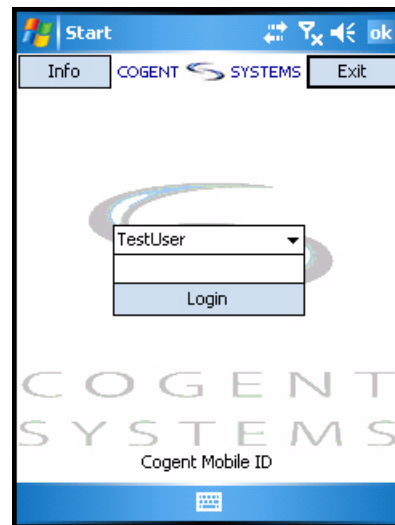 Start ok
Info COGENT SYSTEMS Exit
TestUser
Login
COGENT
SYSTEMS
Cogent Mobile ID